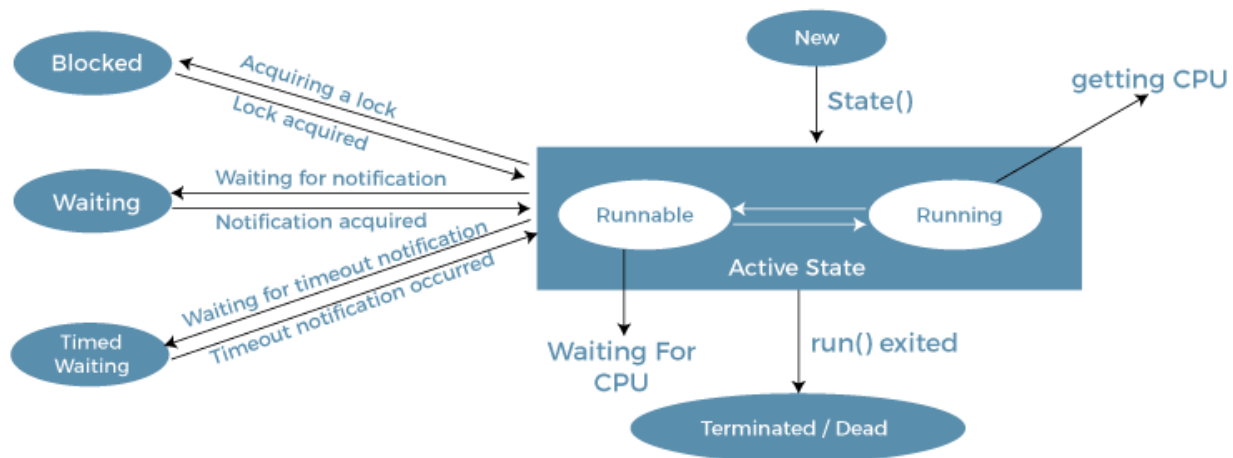 New
Blocked
Acquiring a lock
Lock acquired
State()
getting CPU
Waiting
Waiting for notification
Notification acquired
Runnable
Running
Active State
Waiting for timeout notification
Timeout notification occurred
Timed
Waiting
Waiting For
CPU
run() exited
Terminated / Dead